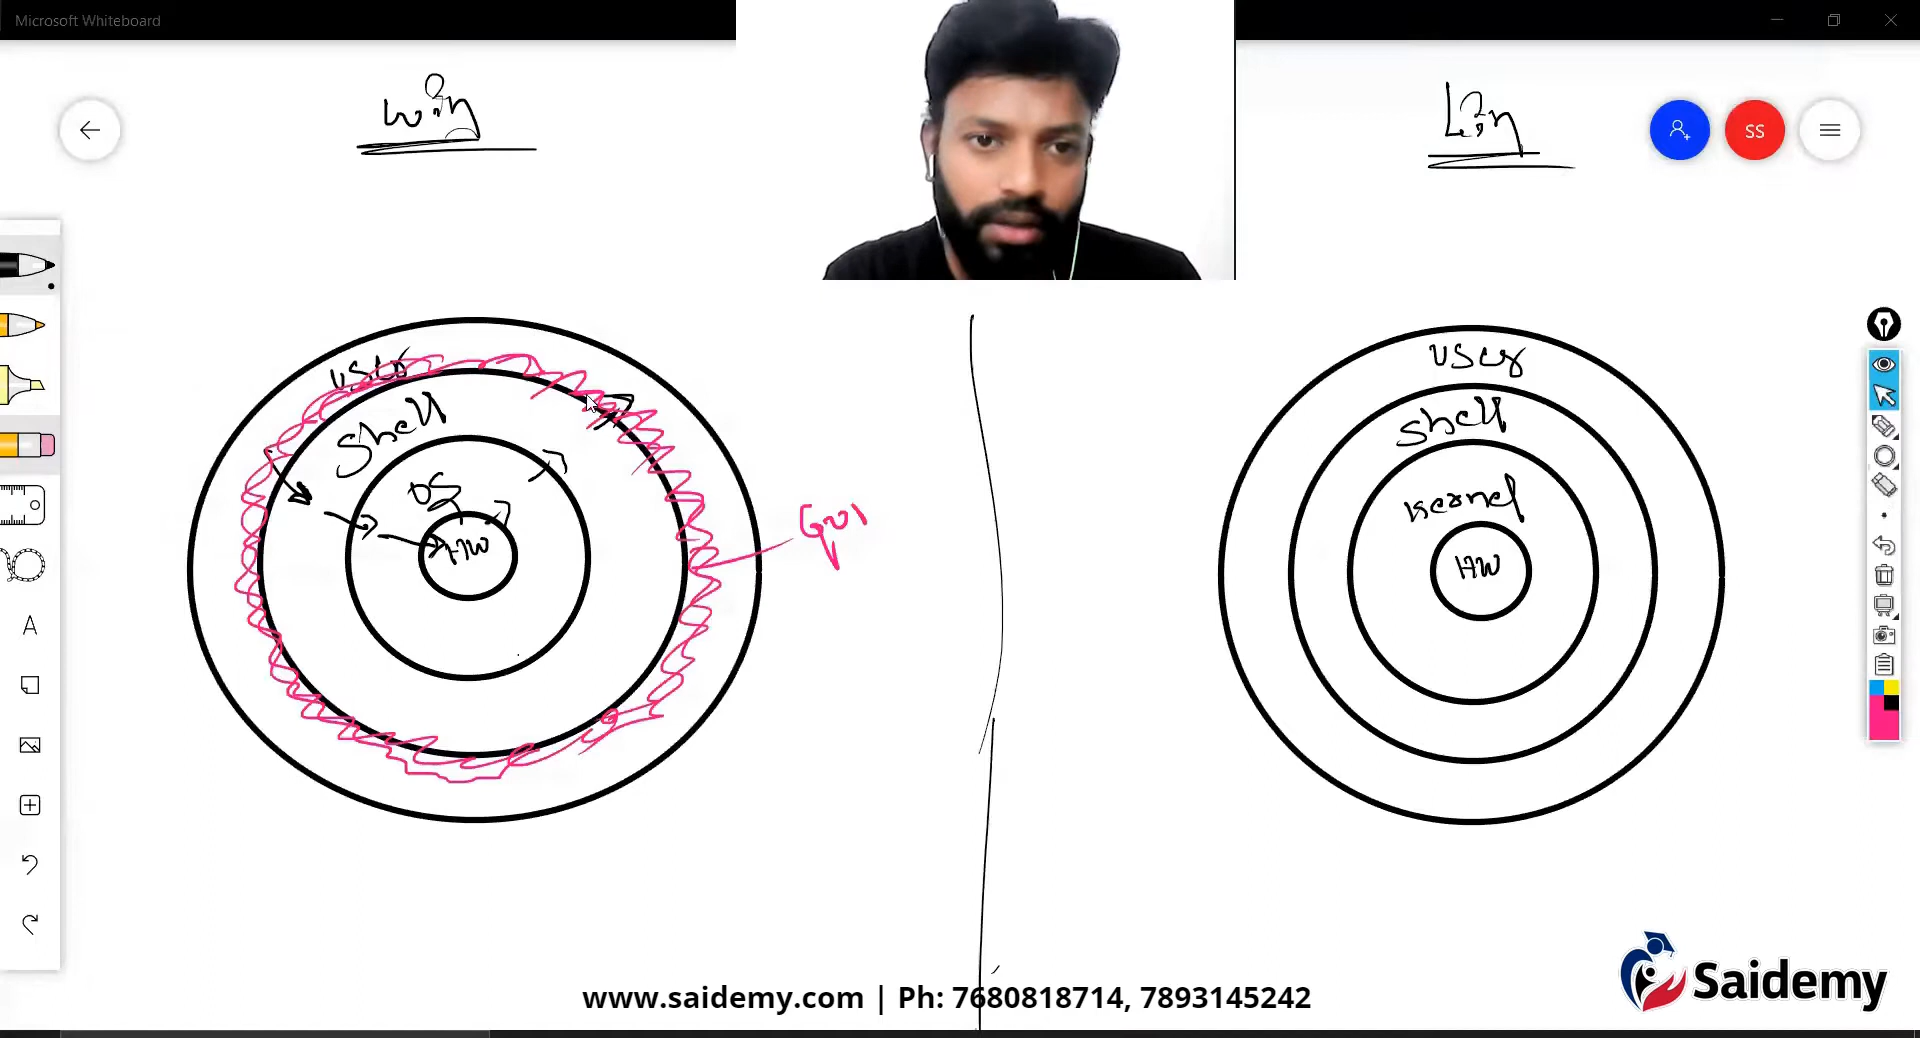 Microsoft Whiteboard
Win
Lin
SS
user
shell
OS
HW
GUI
user
shell
kernel
HW
A
www.saidemy.com | Ph: 7680818714, 7893145242
Saidemy